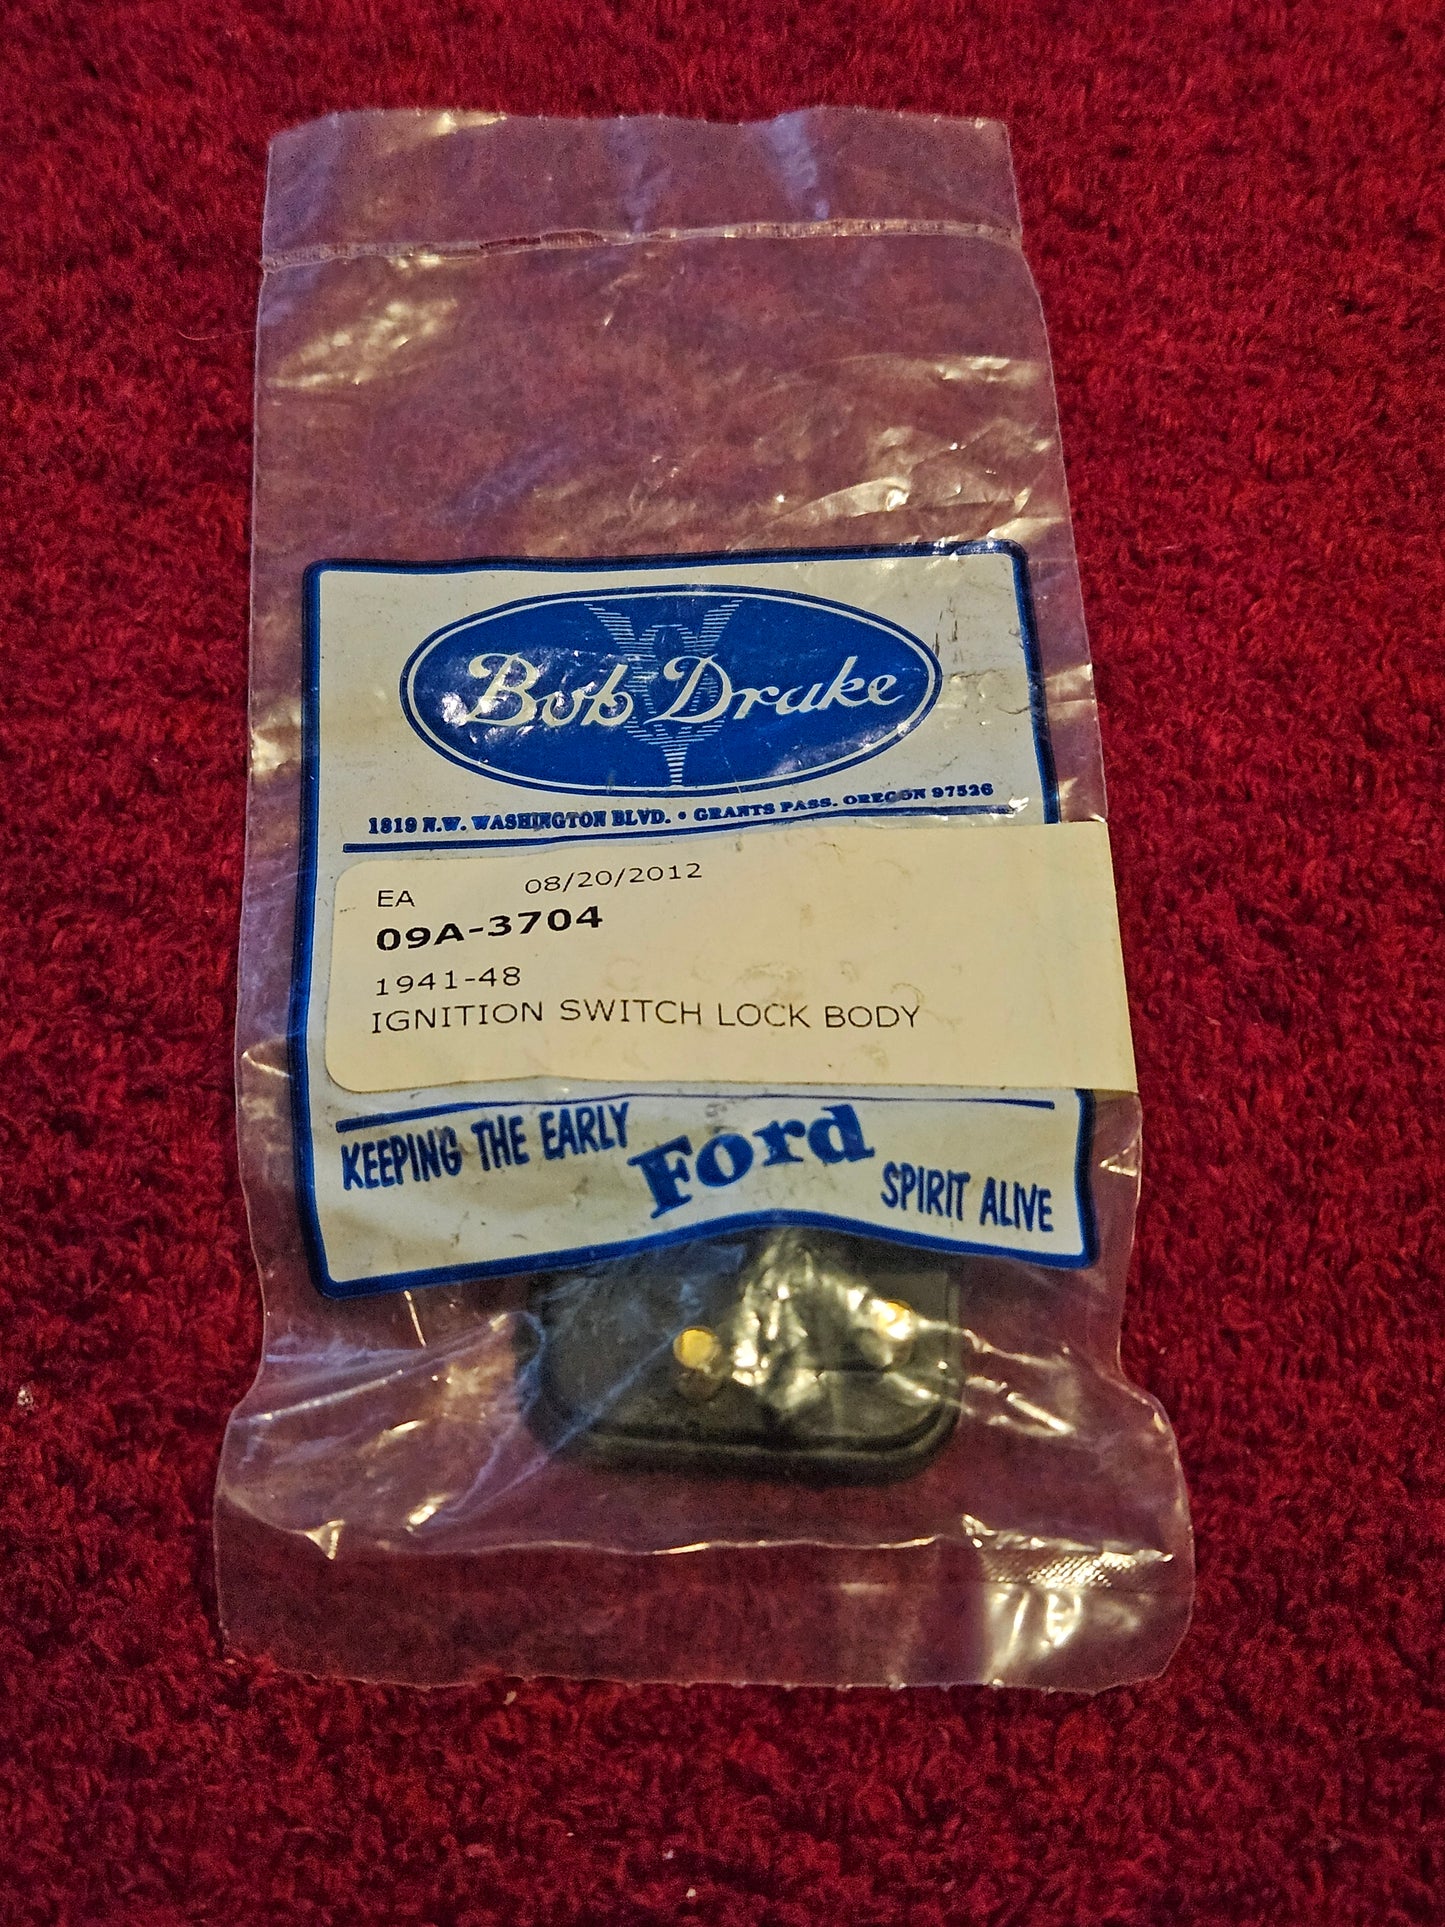 Bob Drake
1819 N.W. WASHINGTON BLVD. • GRANTS PASS, OREGON 97526
EA 08/20/2012
09A-3704
1941-48
IGNITION SWITCH LOCK BODY
KEEPING THE EARLY Ford SPIRIT ALIVE